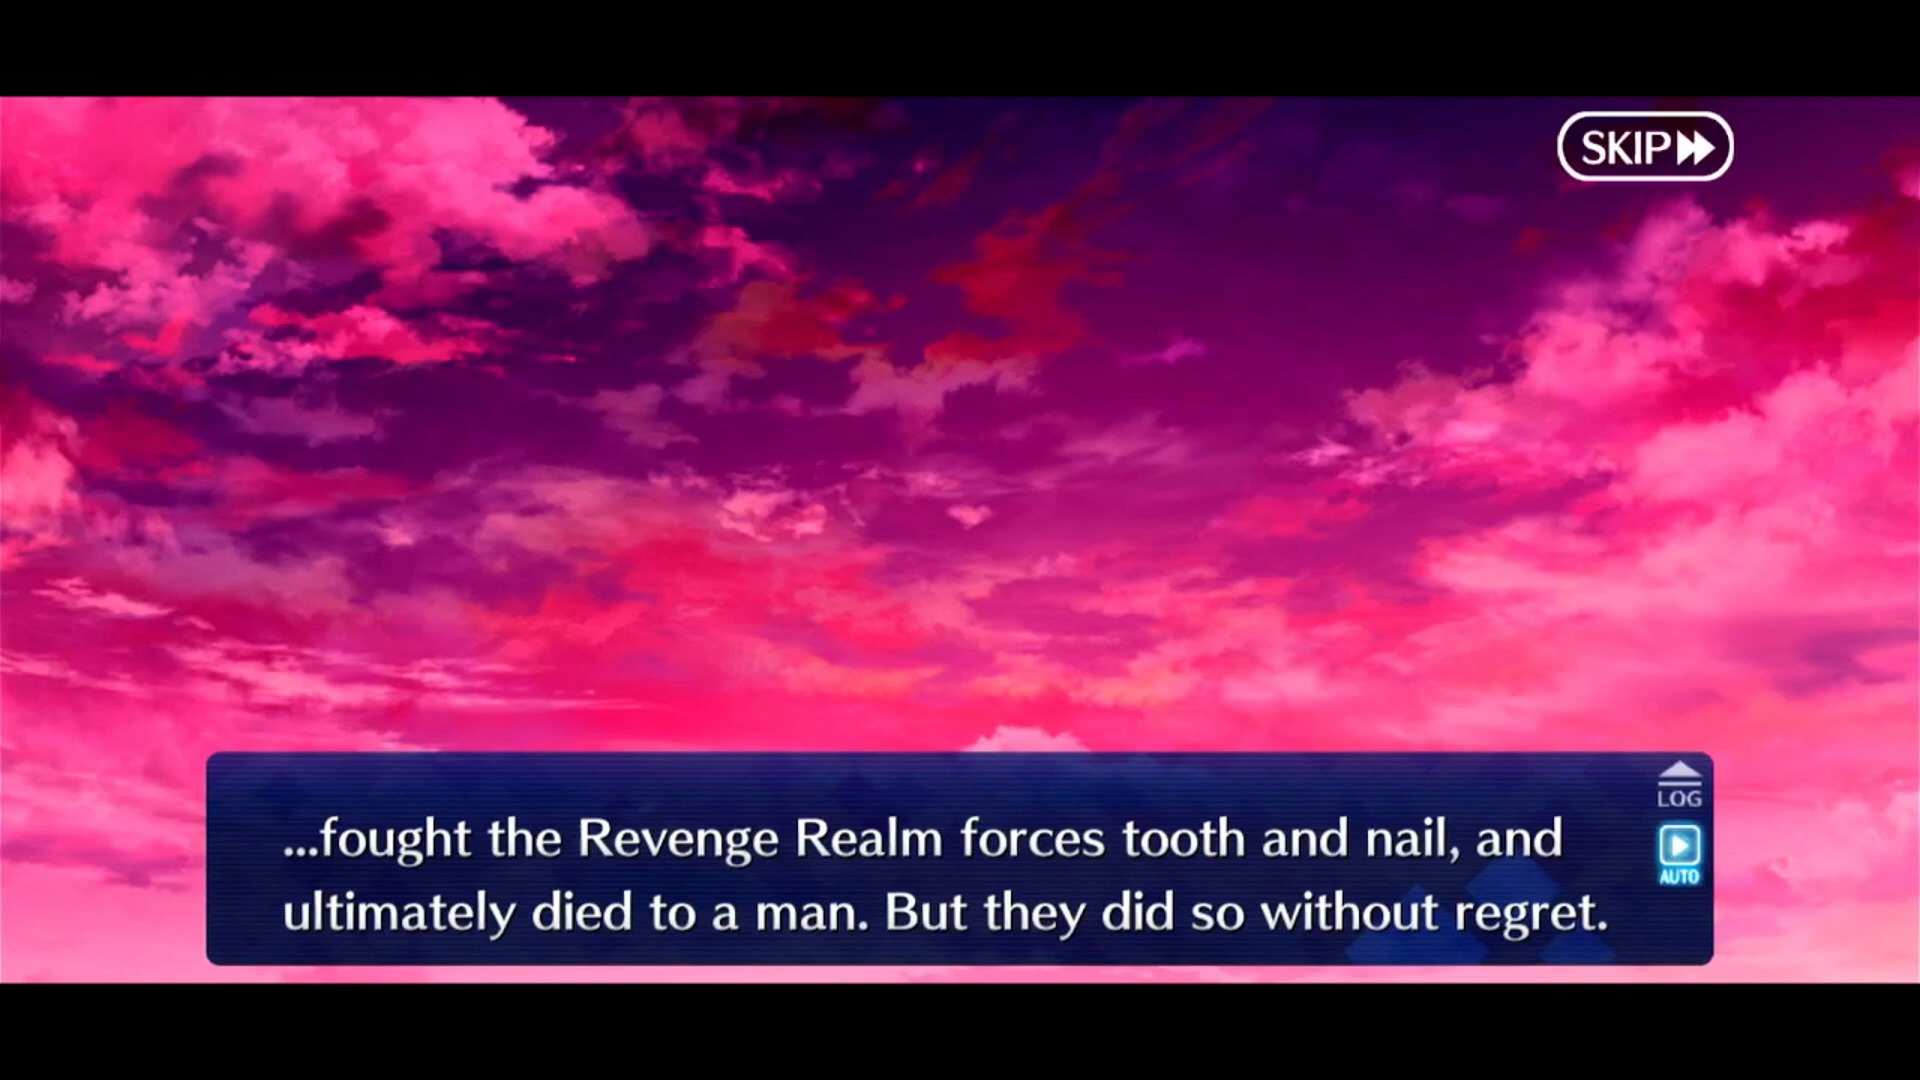 SKIP
LOG
...fought the Revenge Realm forces tooth and nail, and
AUTO
ultimately died to a man. But they did so without regret.